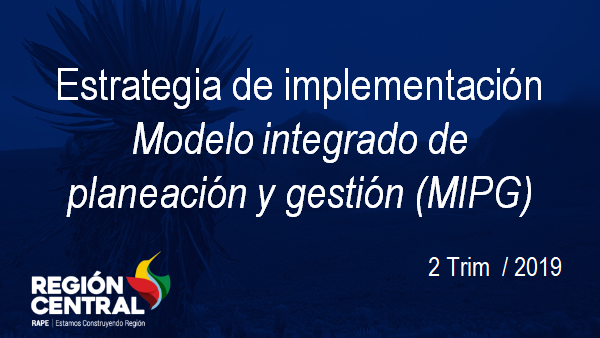 Estrategia de implementación
Modelo integrado de
planeación y gestión (MIPG)
2 Trim / 2019
REGIÓN
CENTRAL
RAPE | Estamos Construyendo Región